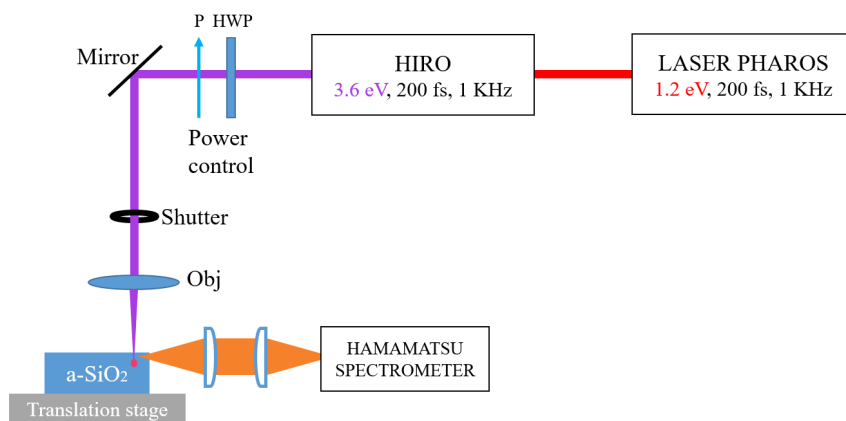 P HWP
Mirror
HIRO
3.6 eV, 200 fs, 1 KHz
LASER PHAROS
1.2 eV, 200 fs, 1 KHz
Power
control
Shutter
Obj
a-SiO₂
Translation stage
HAMAMATSU
SPECTROMETER